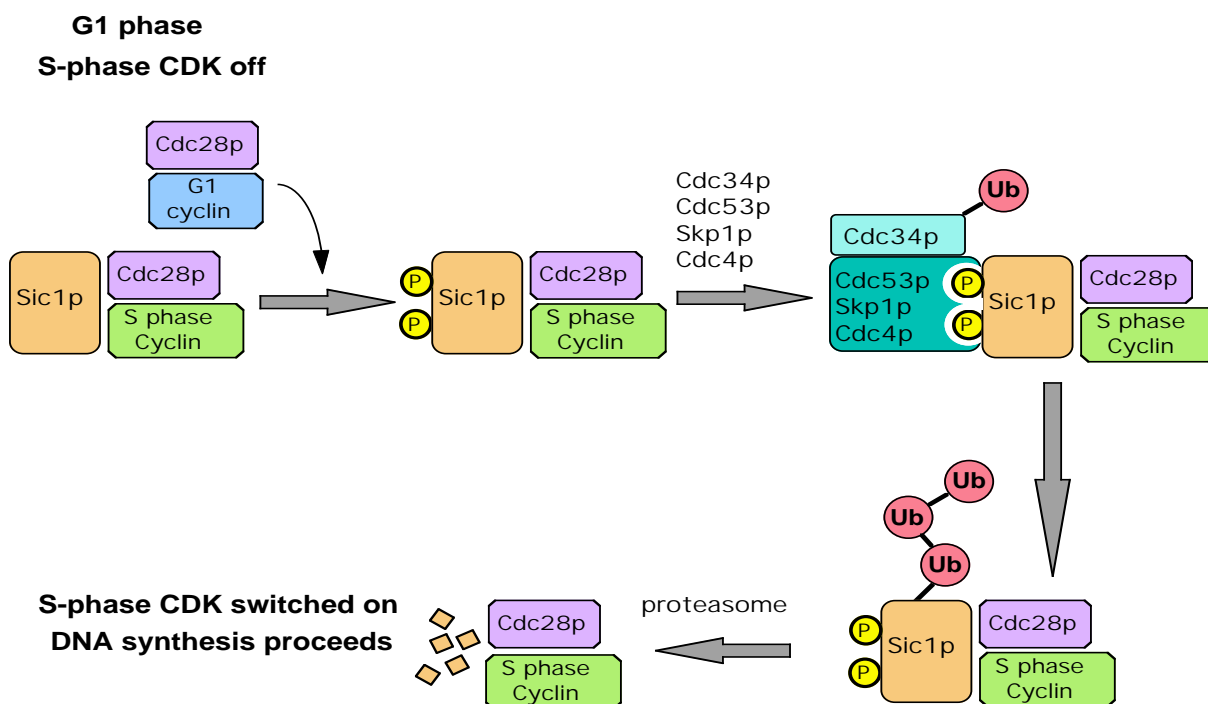 G1 phase
S-phase CDK off
Cdc28p
G1
cyclin
Sic1p
Cdc28p
S phase
Cyclin
P
P
Sic1p
Cdc28p
S phase
Cyclin
Cdc34p
Cdc53p
Skp1p
Cdc4p
Ub
Cdc34p
Cdc53p
Skp1p
Cdc4p
P
P
Sic1p
Cdc28p
S phase
Cyclin
Ub
Ub
Ub
P
P
Sic1p
Cdc28p
S phase
Cyclin
proteasome
Cdc28p
S phase
Cyclin
S-phase CDK switched on
DNA synthesis proceeds